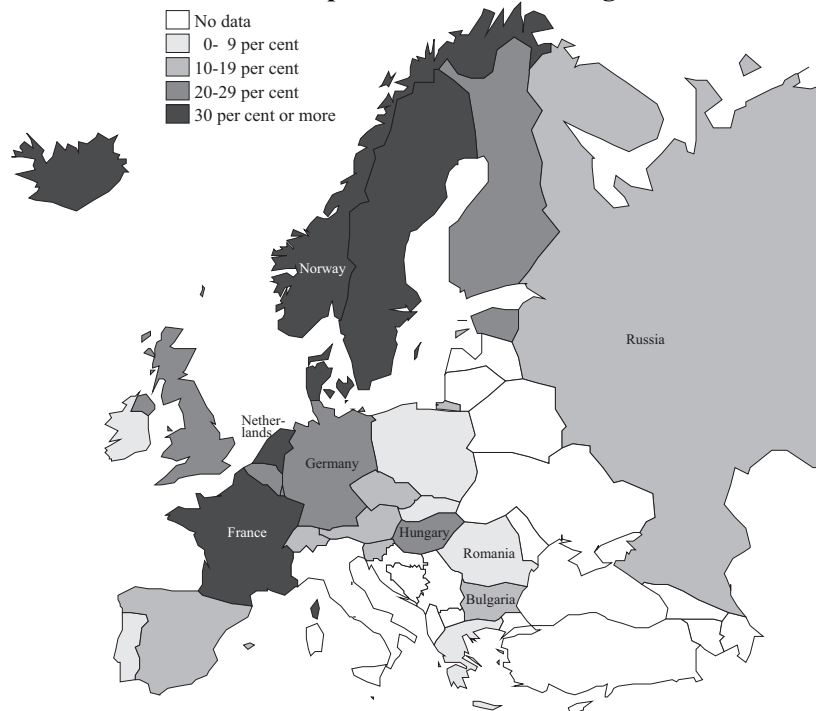 No data
0- 9 per cent
10-19 per cent
20-29 per cent
30 per cent or more
Norway
Russia
Nether-
lands
Germany
France
Hungary
Romania
Bulgaria